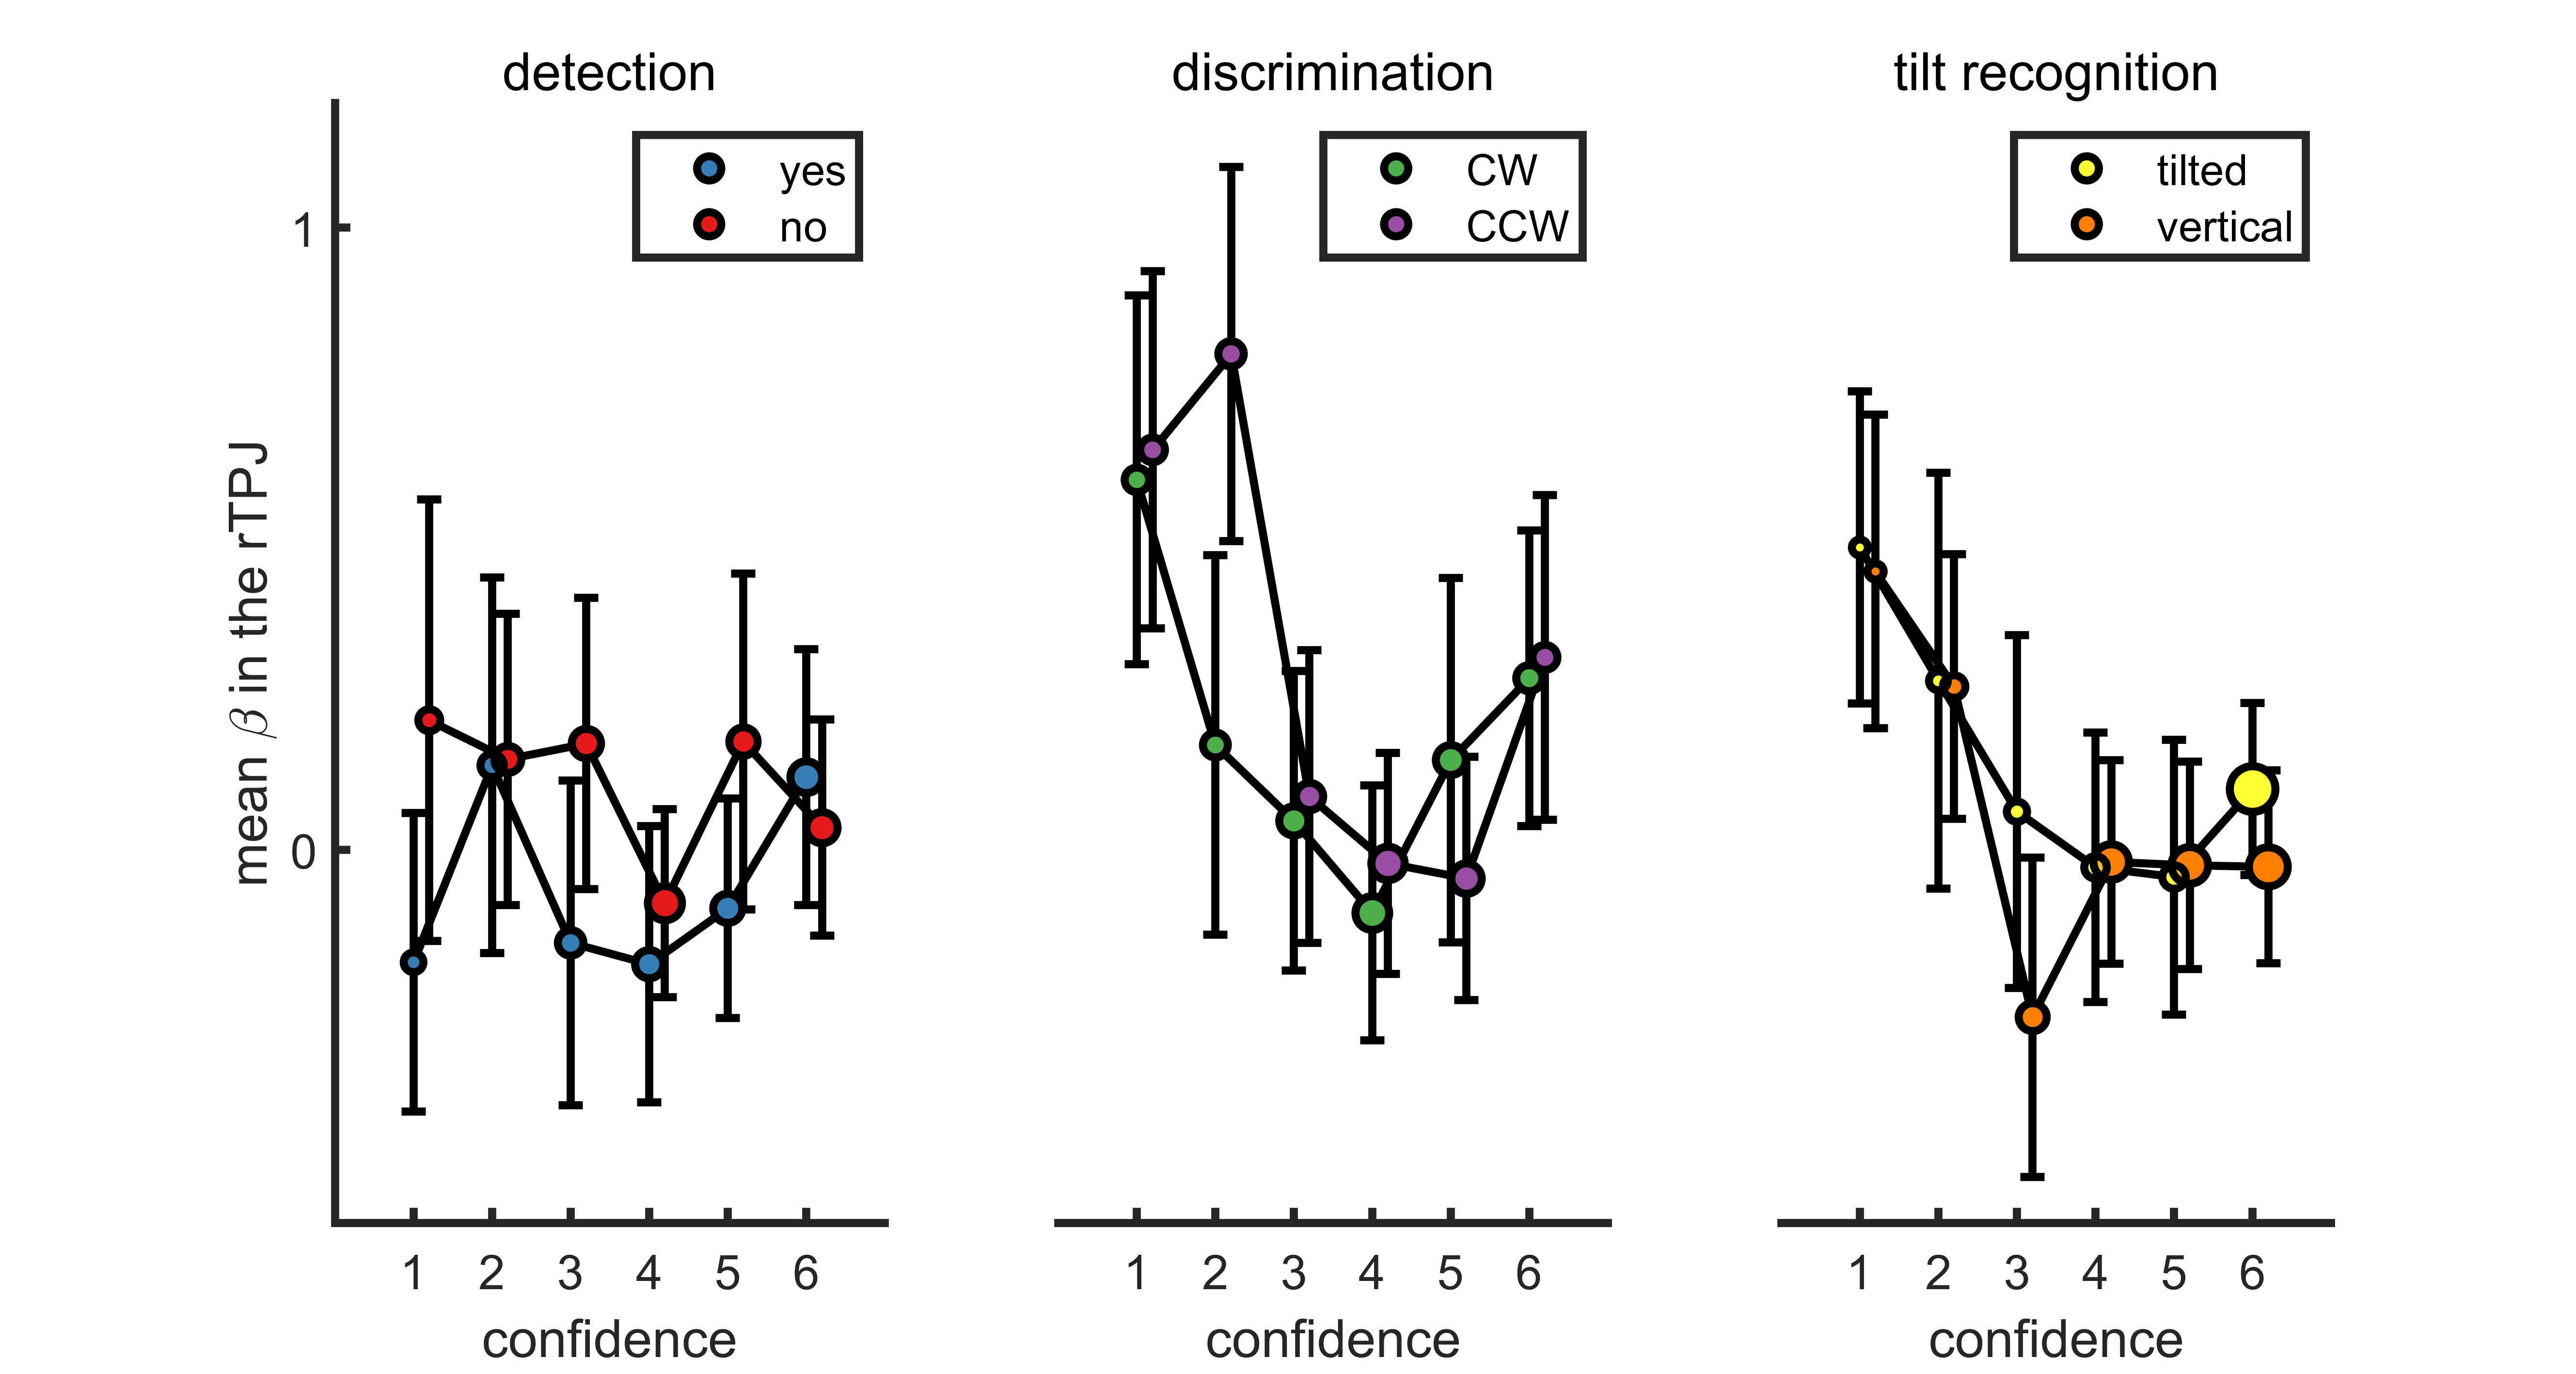 detection
discrimination
tilt recognition
yes
no
CW
CCW
tilted
vertical
1
0
mean β in the rTPJ
1 2 3 4 5 6
1 2 3 4 5 6
1 2 3 4 5 6
confidence
confidence
confidence